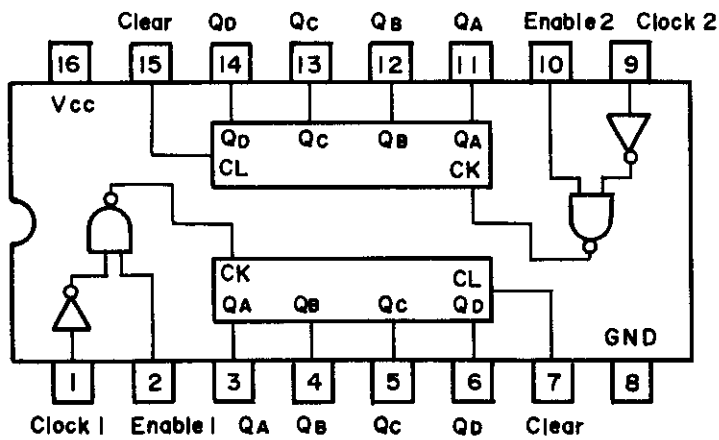 Clear QD QC QB QA Enable2 Clock 2
16 15 14 13 12 11 10 9
Vcc
QD QC QB QA
CL CK
CK CL
QA QB QC QD
GND
1 2 3 4 5 6 7 8
Clock 1 Enable 1 QA QB QC QD Clear